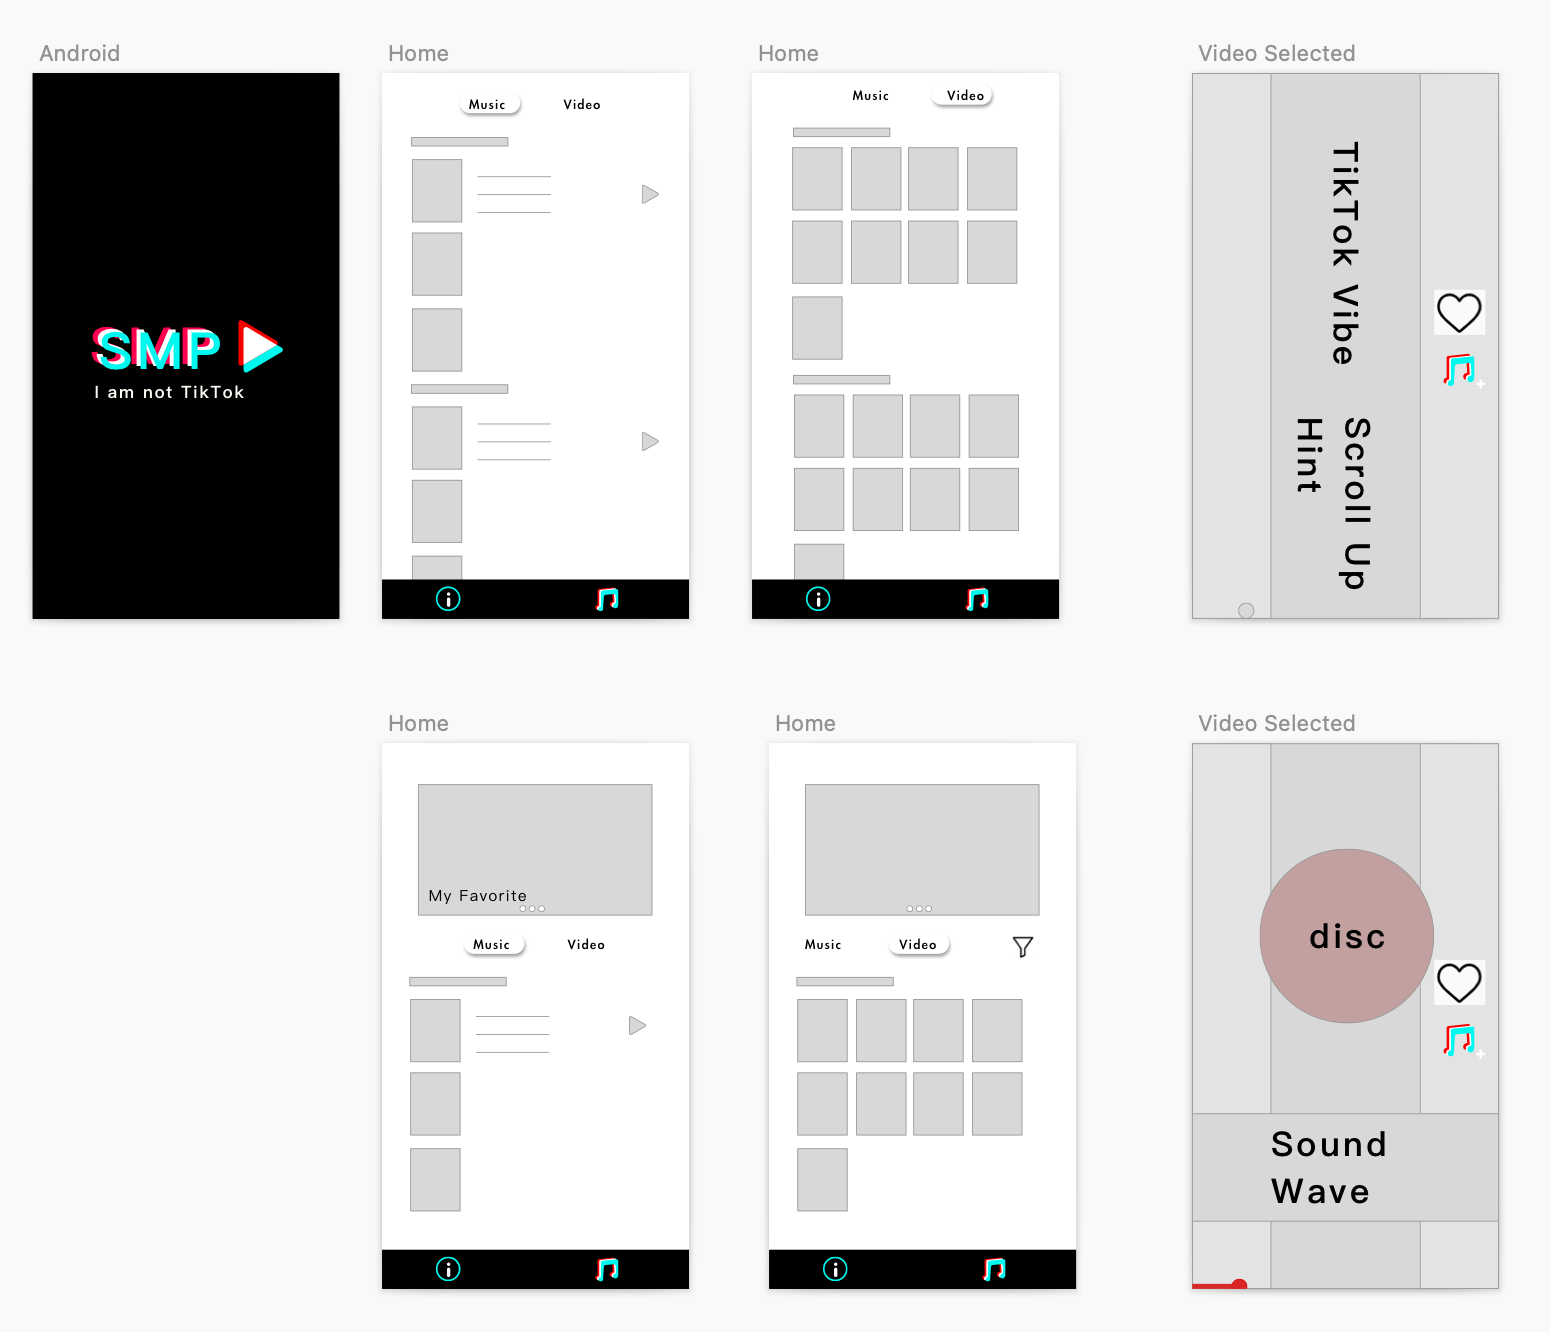 Android
SMP
I am not TikTok
Home
Music
Video
Home
Music
Video
Video Selected
TikTok Vibe
Scroll Up
Hint
Home
My Favorite
Music
Video
Home
Music
Video
Video Selected
disc
Sound
Wave